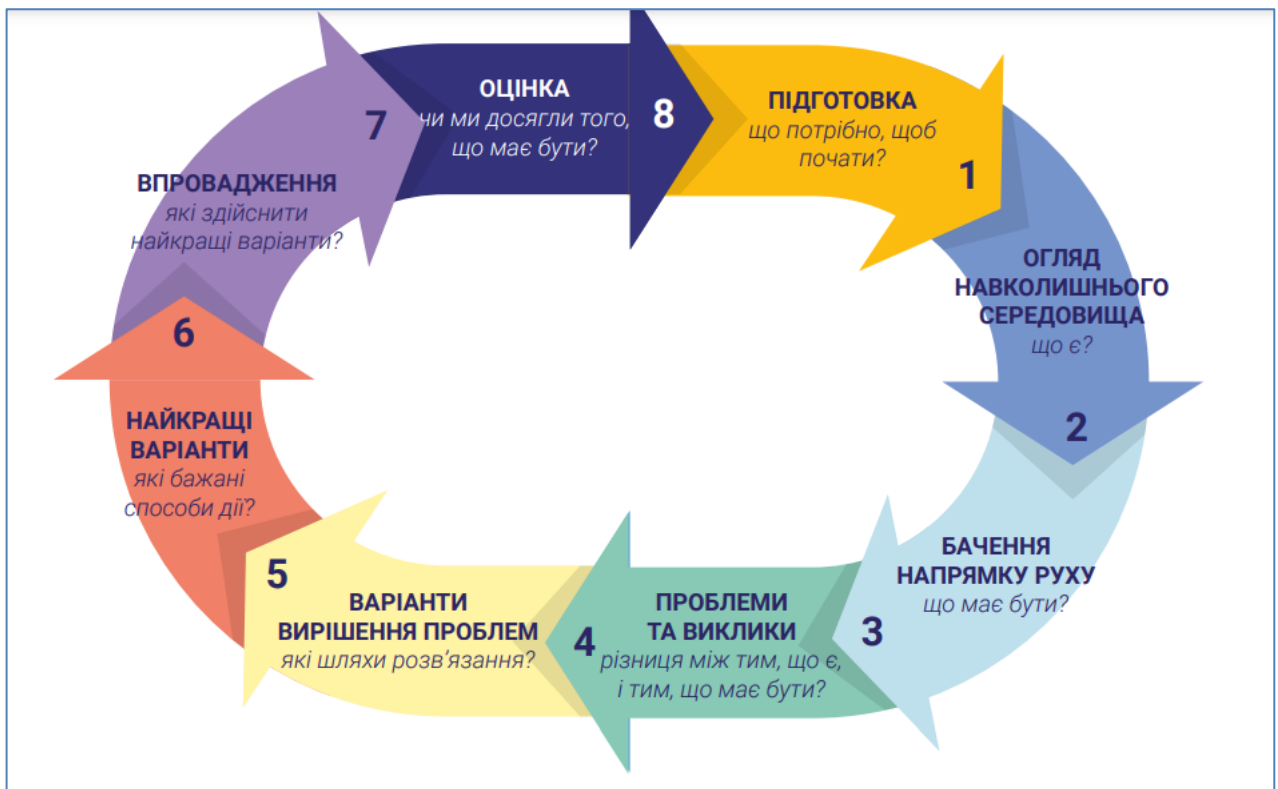 ПІДГОТОВКА
що потрібно, щоб
почати?
1
ОГЛЯД
НАВКОЛИШНЬОГО
СЕРЕДОВИЩА
що є?
2
БАЧЕННЯ
НАПРЯМКУ РУХУ
що має бути?
3
ПРОБЛЕМИ
ТА ВИКЛИКИ
різниця між тим, що є,
і тим, що має бути?
4
ВАРІАНТИ
ВИРІШЕННЯ ПРОБЛЕМ
які шляхи розв’язання?
5
НАЙКРАЩІ
ВАРІАНТИ
які бажані
способи дії?
6
ВПРОВАДЖЕННЯ
які здійснити
найкращі варіанти?
7
ОЦІНКА
чи ми досягли того,
що має бути?
8